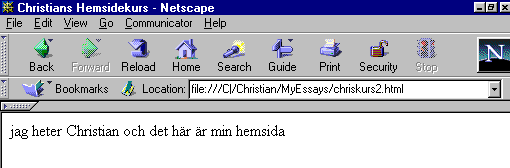 Christians Hemsidekurs - Netscape
File Edit View Go Communicator Help
Back Forward Reload Home Search Guide Print Security Stop N
Bookmarks Location: file:///C|/Christian/MyEssays/chriskurs2.html
jag heter Christian och det här är min hemsida